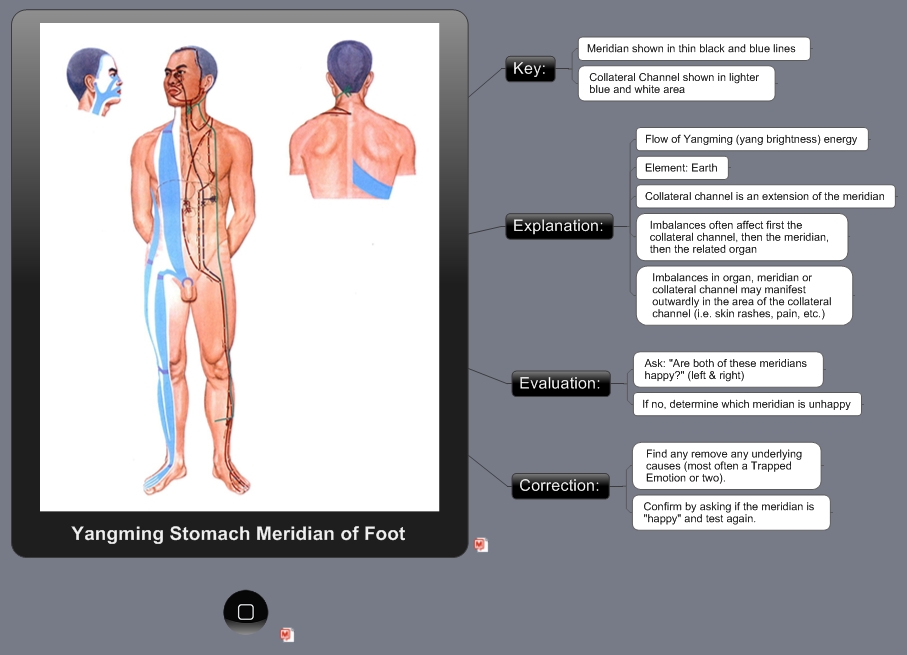 Key:
Meridian shown in thin black and blue lines
Collateral Channel shown in lighter
blue and white area
Explanation:
Flow of Yangming (yang brightness) energy
Element: Earth
Collateral channel is an extension of the meridian
Imbalances often affect first the
collateral channel, then the meridian,
then the related organ
Imbalances in organ, meridian or
collateral channel may manifest
outwardly in the area of the collateral
channel (i.e. skin rashes, pain, etc.)
Evaluation:
Ask: "Are both of these meridians
happy?" (left & right)
If no, determine which meridian is unhappy
Correction:
Find any remove any underlying
causes (most often a Trapped
Emotion or two).
Confirm by asking if the meridian is
"happy" and test again.
Yangming Stomach Meridian of Foot